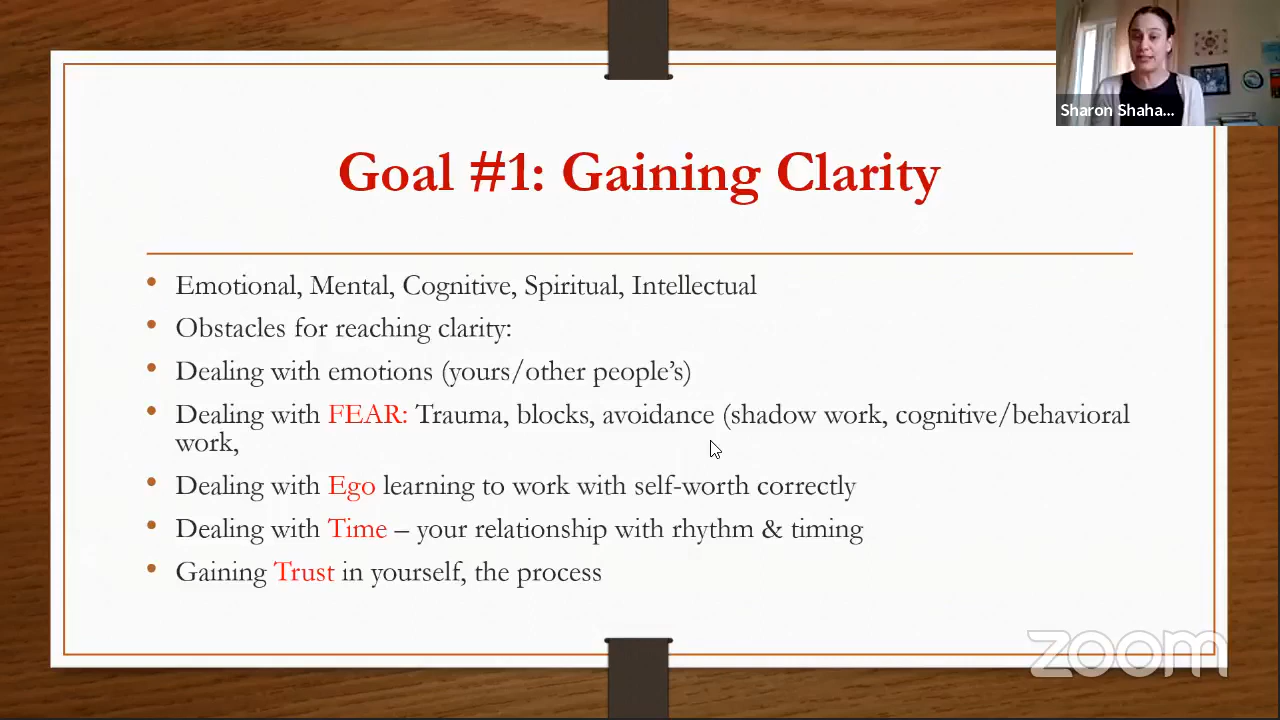 Sharon Shaha...
Goal #1: Gaining Clarity
• Emotional, Mental, Cognitive, Spiritual, Intellectual
• Obstacles for reaching clarity:
• Dealing with emotions (yours/other people's)
• Dealing with FEAR: Trauma, blocks, avoidance (shadow work, cognitive/behavioral
work,
• Dealing with Ego learning to work with self-worth correctly
• Dealing with Time – your relationship with rhythm & timing
• Gaining Trust in yourself, the process
zoom